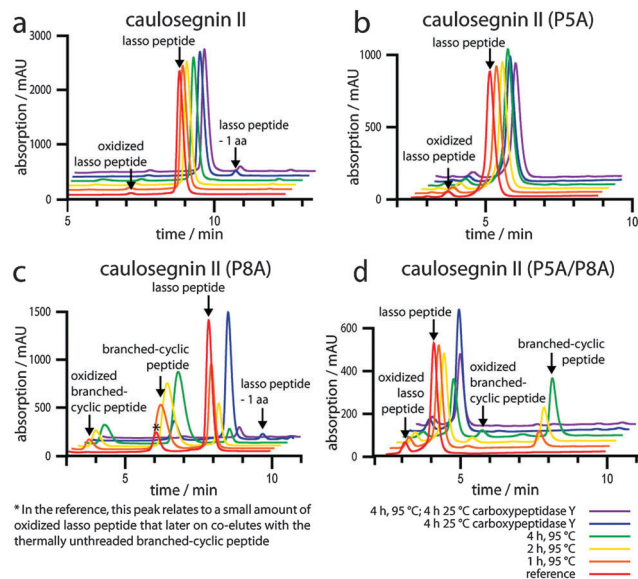 a
caulosegnin II
3000
lasso peptide
2000
oxidized
lasso peptide
lasso peptide
- 1 aa
1000
0
absorption / mAU
5
10
time / min
b
caulosegnin II (P5A)
1000
lasso peptide
oxidized
lasso peptide
500
0
absorption / mAU
5
10
time / min
c
caulosegnin II (P8A)
lasso peptide
1500
branched-cyclic
peptide
1000
oxidized
branched-
cyclic peptide
lasso peptide
- 1 aa
500
*
0
absorption / mAU
5
10
time / min
d
caulosegnin II (P5A/P8A)
lasso peptide
branched-cyclic
peptide
600
oxidized
branched-
cyclic peptide
oxidized
lasso
peptide
400
200
0
absorption / mAU
5
10
time / min
* In the reference, this peak relates to a small amount of
oxidized lasso peptide that later on co-elutes with the
thermally unthreaded branched-cyclic peptide
4 h, 95 °C; 4 h 25 °C carboxypeptidase Y
4 h 25 °C carboxypeptidase Y
4 h, 95 °C
2 h, 95 °C
1 h, 95 °C
reference